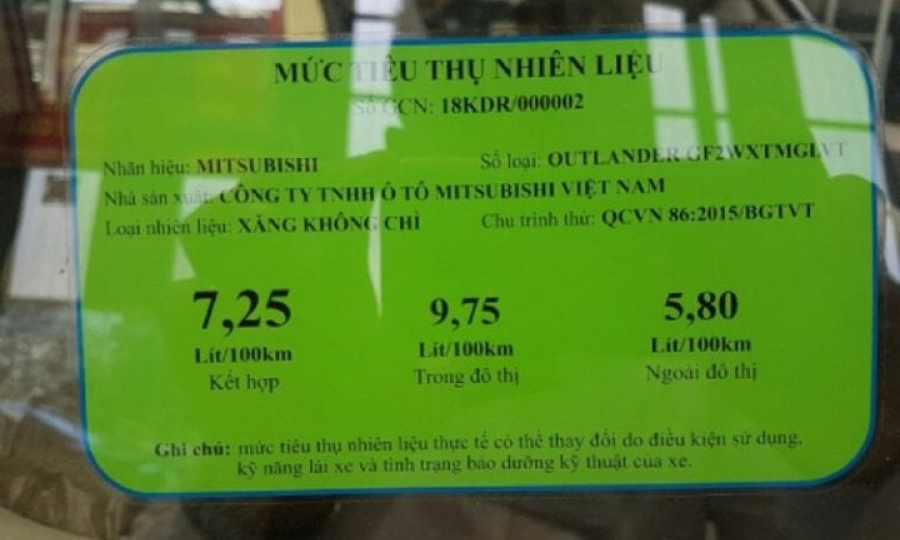 MỨC TIÊU THỤ NHIÊN LIỆU
Số GCN: 18KDR/000002
Nhãn hiệu: MITSUBISHI Số loại: OUTLANDER GF2WXTMGLVT
Nhà sản xuất: CÔNG TY TNHH Ô TÔ MITSUBISHI VIỆT NAM
Loại nhiên liệu: XĂNG KHÔNG CHÌ Chu trình thử: QCVN 86:2015/BGTVT
7,25 9,75 5,80
Lít/100km Lít/100km Lít/100km
Kết hợp Trong đô thị Ngoài đô thị
Ghi chú: mức tiêu thụ nhiên liệu thực tế có thể thay đổi do điều kiện sử dụng,
kỹ năng lái xe và tình trạng bảo dưỡng kỹ thuật của xe.